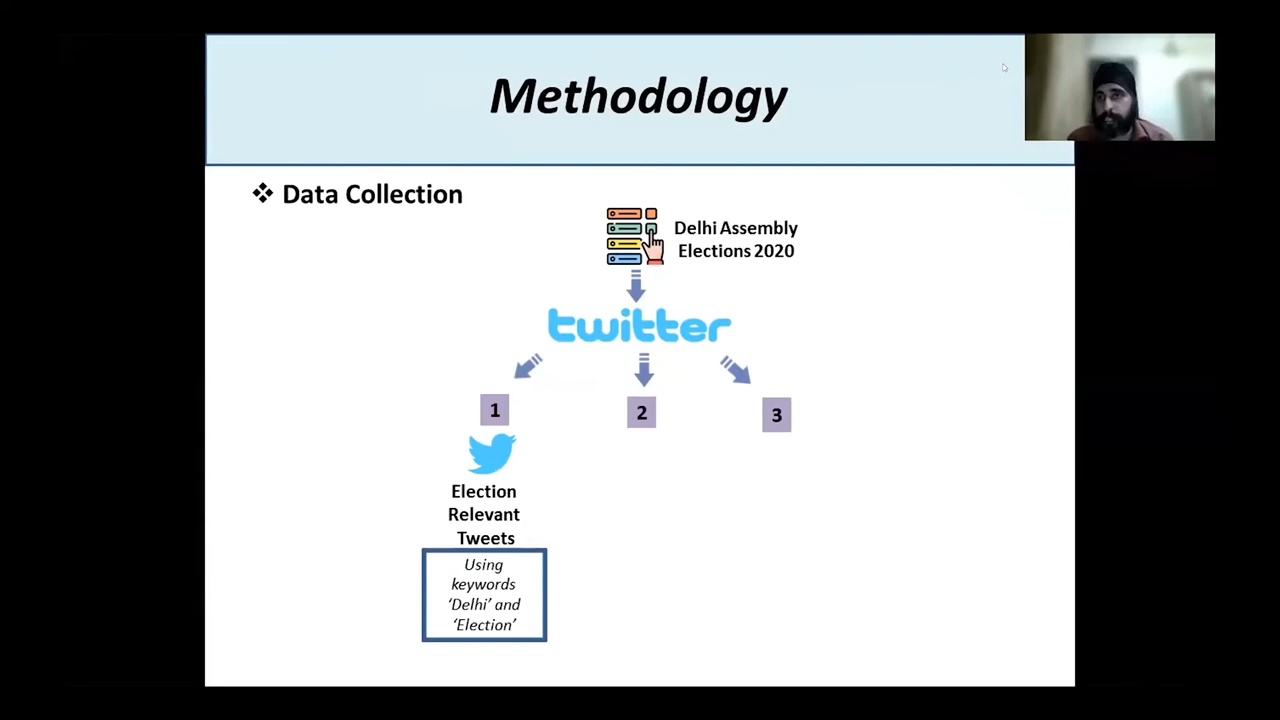 Methodology
Data Collection
Delhi Assembly
Elections 2020
twitter
1
2
3
Election
Relevant
Tweets
Using
keywords
‘Delhi’ and
‘Election’